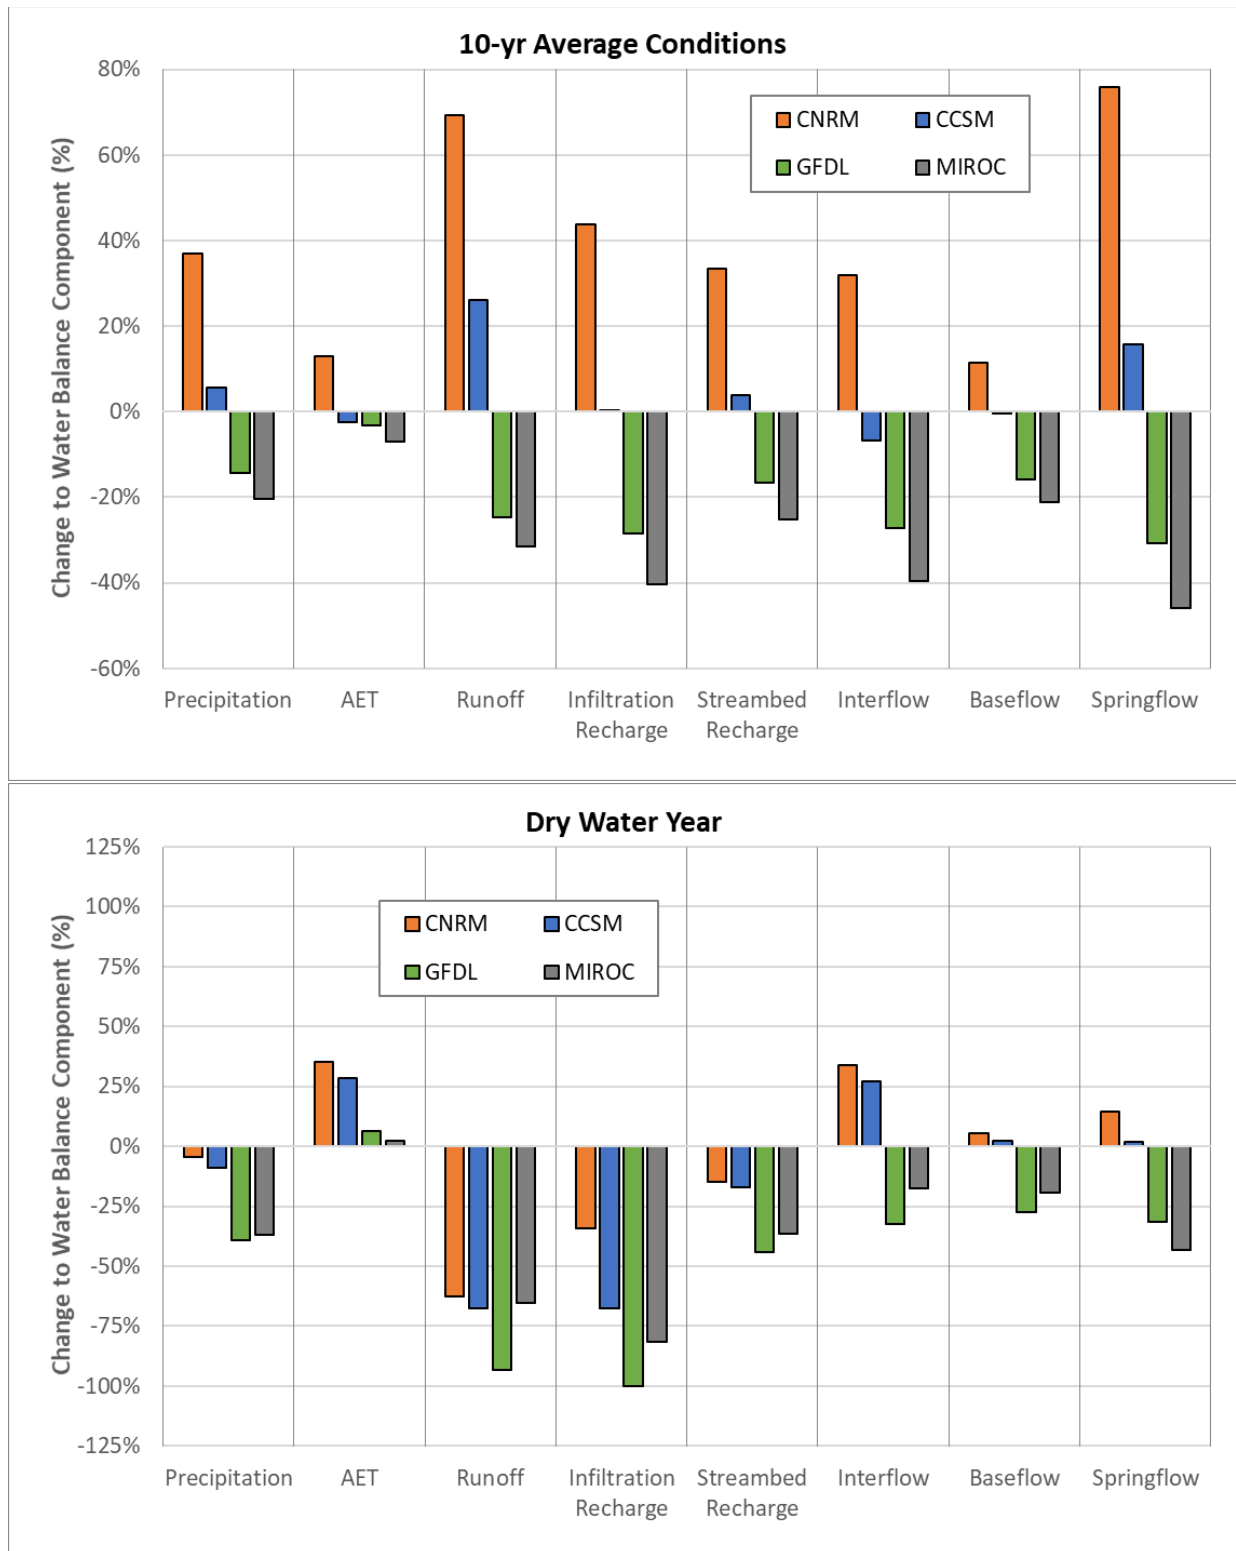 10-yr Average Conditions
Change to Water Balance Component (%)
80%
60%
40%
20%
0%
-20%
-40%
-60%
CNRM CCSM
GFDL MIROC
Precipitation AET Runoff Infiltration Streambed Interflow Baseflow Springflow
Recharge Recharge
Dry Water Year
Change to Water Balance Component (%)
125%
100%
75%
50%
25%
0%
-25%
-50%
-75%
-100%
-125%
CNRM CCSM
GFDL MIROC
Precipitation AET Runoff Infiltration Streambed Interflow Baseflow Springflow
Recharge Recharge